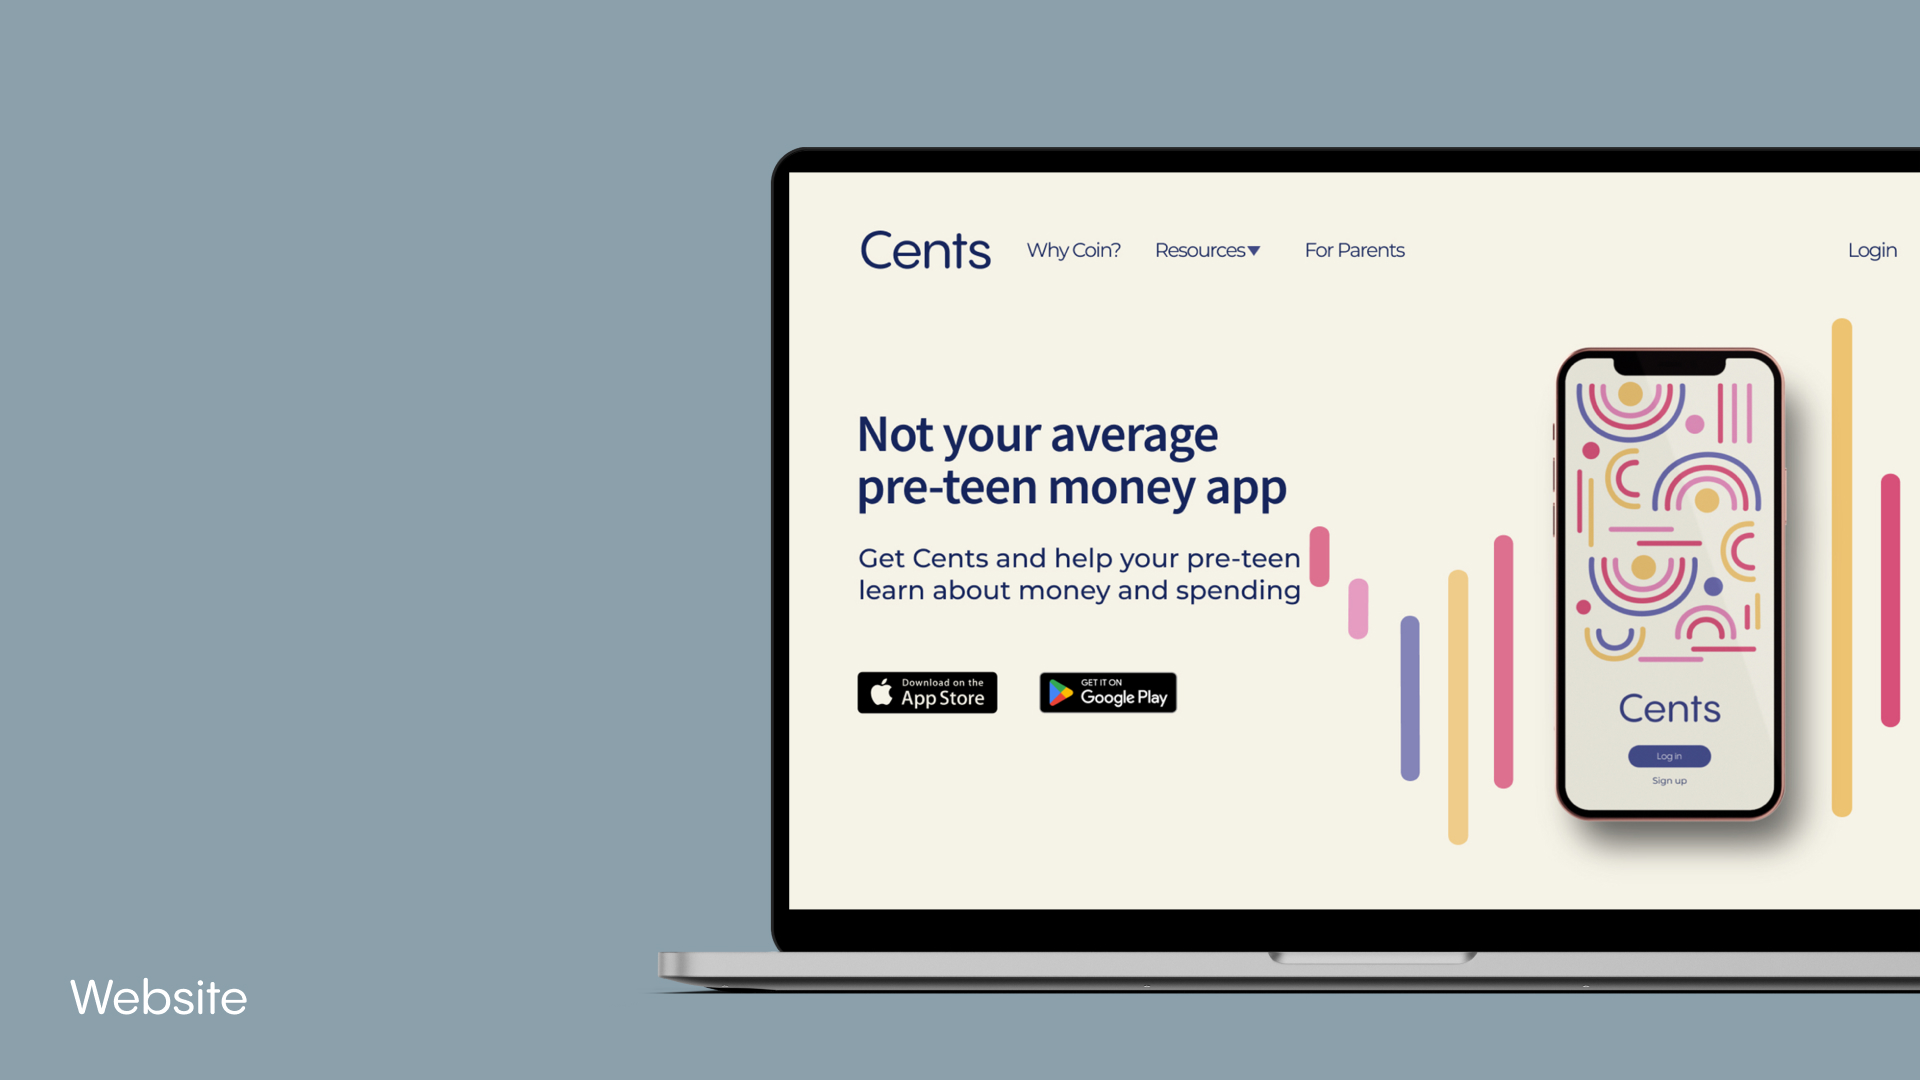 Cents
Why Coin?
Resources
For Parents
Login
Not your average
pre-teen money app
Get Cents and help your pre-teen
learn about money and spending
Download on the
App Store
GET IT ON
Google Play
Cents
Log in
Sign up
Website